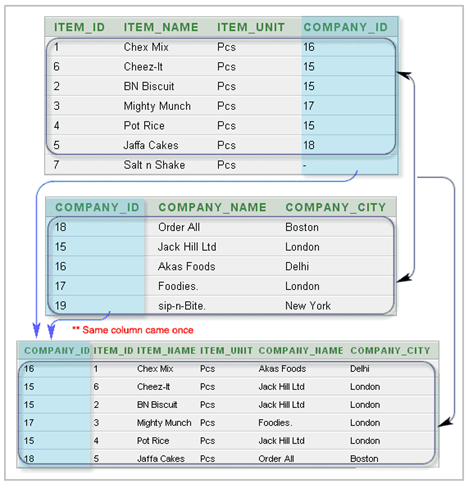 ITEM_ID ITEM_NAME ITEM_UNIT COMPANY_ID
1 Chex Mix Pcs 16
6 Cheez-It Pcs 15
2 BN Biscuit Pcs 15
3 Mighty Munch Pcs 17
4 Pot Rice Pcs 15
5 Jaffa Cakes Pcs 18
7 Salt n Shake Pcs -
COMPANY_ID COMPANY_NAME COMPANY_CITY
18 Order All Boston
15 Jack Hill Ltd London
16 Akas Foods Delhi
17 Foodies. London
19 sip-n-Bite. New York
** Same column came once
COMPANY_ID ITEM_ID ITEM_NAME ITEM_UNIT COMPANY_NAME COMPANY_CITY
16 1 Chex Mix Pcs Akas Foods Delhi
15 6 Cheez-It Pcs Jack Hill Ltd London
15 2 BN Biscuit Pcs Jack Hill Ltd London
17 3 Mighty Munch Pcs Foodies. London
15 4 Pot Rice Pcs Jack Hill Ltd London
18 5 Jaffa Cakes Pcs Order All Boston